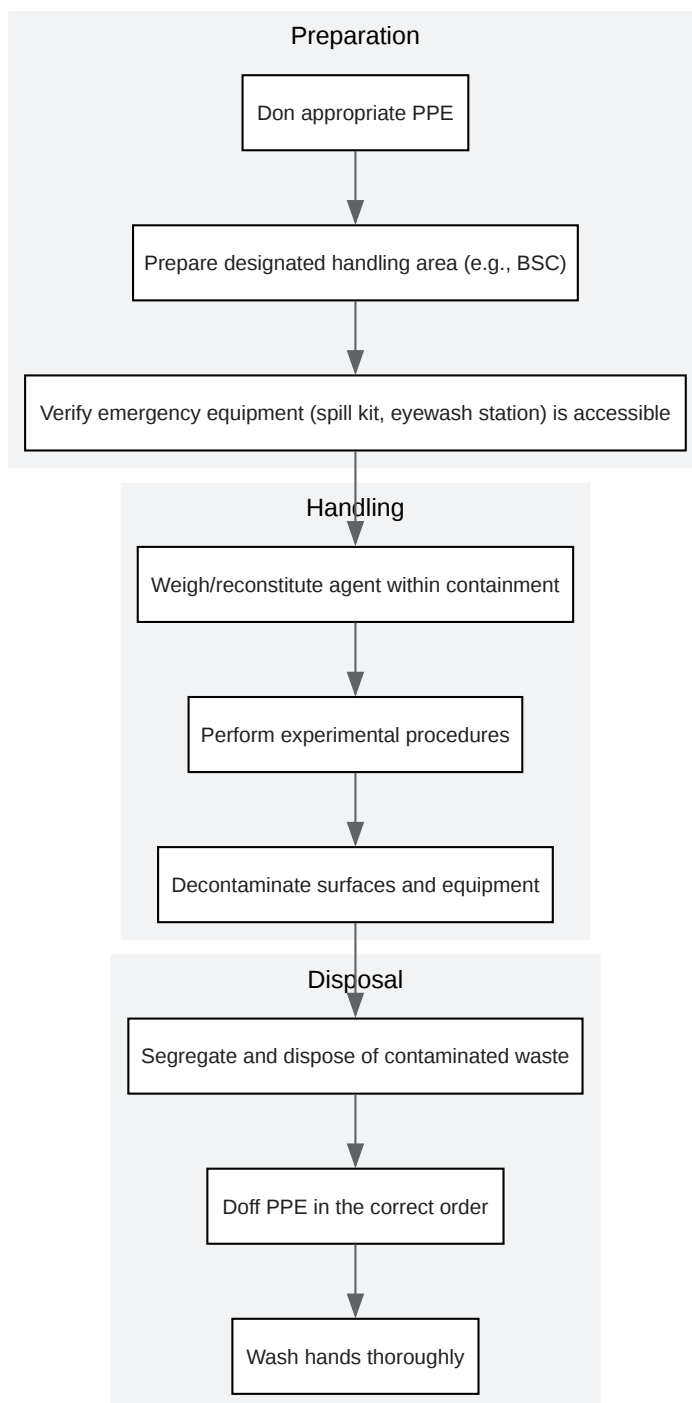 Preparation
Don appropriate PPE
Prepare designated handling area (e.g., BSC)
Verify emergency equipment (spill kit, eyewash station) is accessible
Handling
Weigh/reconstitute agent within containment
Perform experimental procedures
Decontaminate surfaces and equipment
Disposal
Segregate and dispose of contaminated waste
Doff PPE in the correct order
Wash hands thoroughly